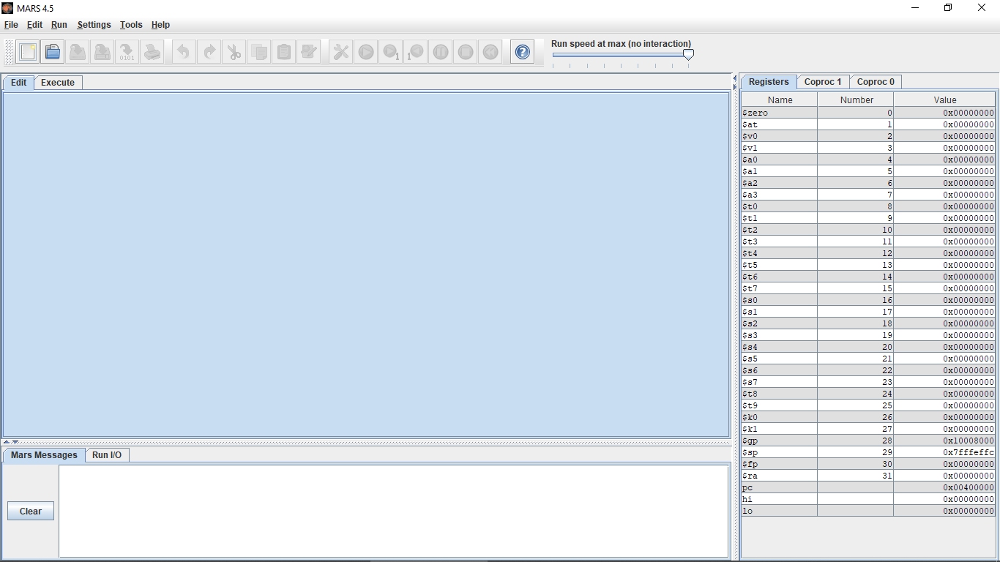 MARS 4.5
File Edit Run Settings Tools Help
Run speed at max (no interaction)
0101
1
1
?
Edit Execute
Registers Coproc 1 Coproc 0
Name Number Value
$zero 0 0x00000000
$at 1 0x00000000
$v0 2 0x00000000
$v1 3 0x00000000
$a0 4 0x00000000
$a1 5 0x00000000
$a2 6 0x00000000
$a3 7 0x00000000
$t0 8 0x00000000
$t1 9 0x00000000
$t2 10 0x00000000
$t3 11 0x00000000
$t4 12 0x00000000
$t5 13 0x00000000
$t6 14 0x00000000
$t7 15 0x00000000
$s0 16 0x00000000
$s1 17 0x00000000
$s2 18 0x00000000
$s3 19 0x00000000
$s4 20 0x00000000
$s5 21 0x00000000
$s6 22 0x00000000
$s7 23 0x00000000
$t8 24 0x00000000
$t9 25 0x00000000
$k0 26 0x00000000
$k1 27 0x00000000
$gp 28 0x10008000
$sp 29 0x7fffeffc
$fp 30 0x00000000
$ra 31 0x00000000
pc 0x00400000
hi 0x00000000
lo 0x00000000
Mars Messages Run I/O
Clear